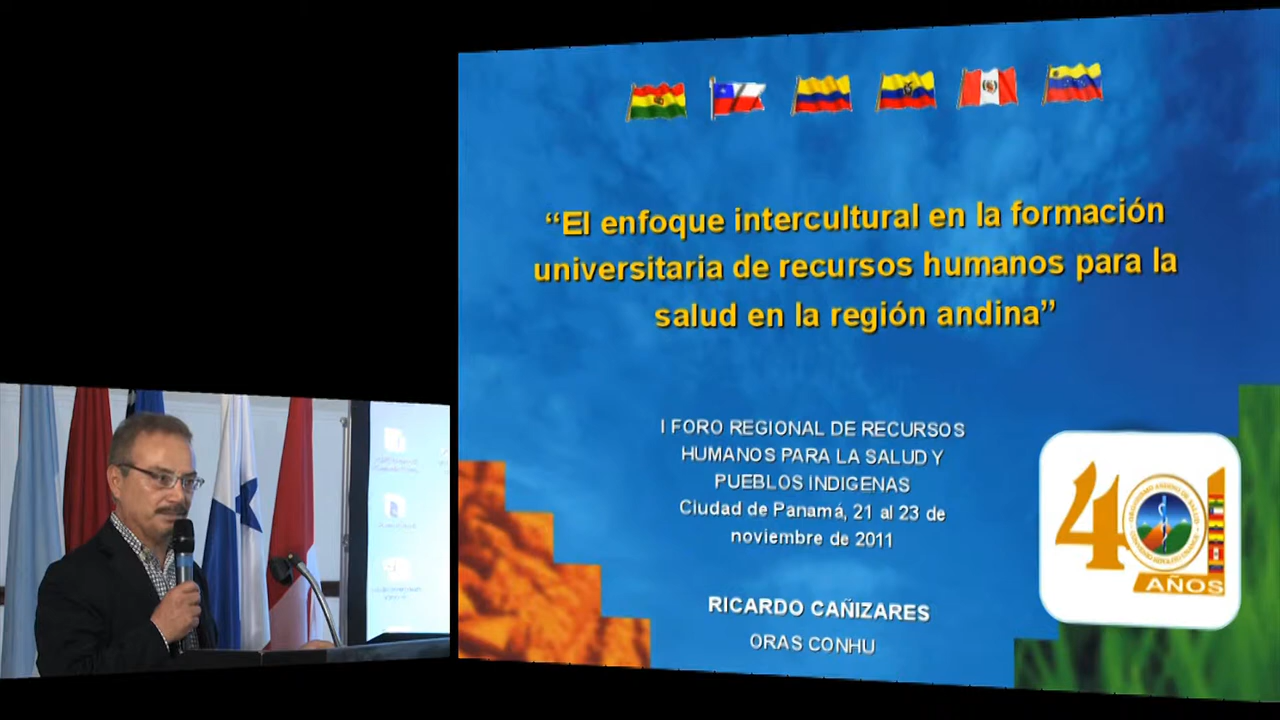 “El enfoque intercultural en la formación
universitaria de recursos humanos para la
salud en la región andina”
I FORO REGIONAL DE RECURSOS
HUMANOS PARA LA SALUD Y
PUEBLOS INDIGENAS
Ciudad de Panamá, 21 al 23 de
noviembre de 2011
40
AÑOS
RICARDO CAÑIZARES
ORAS CONHU